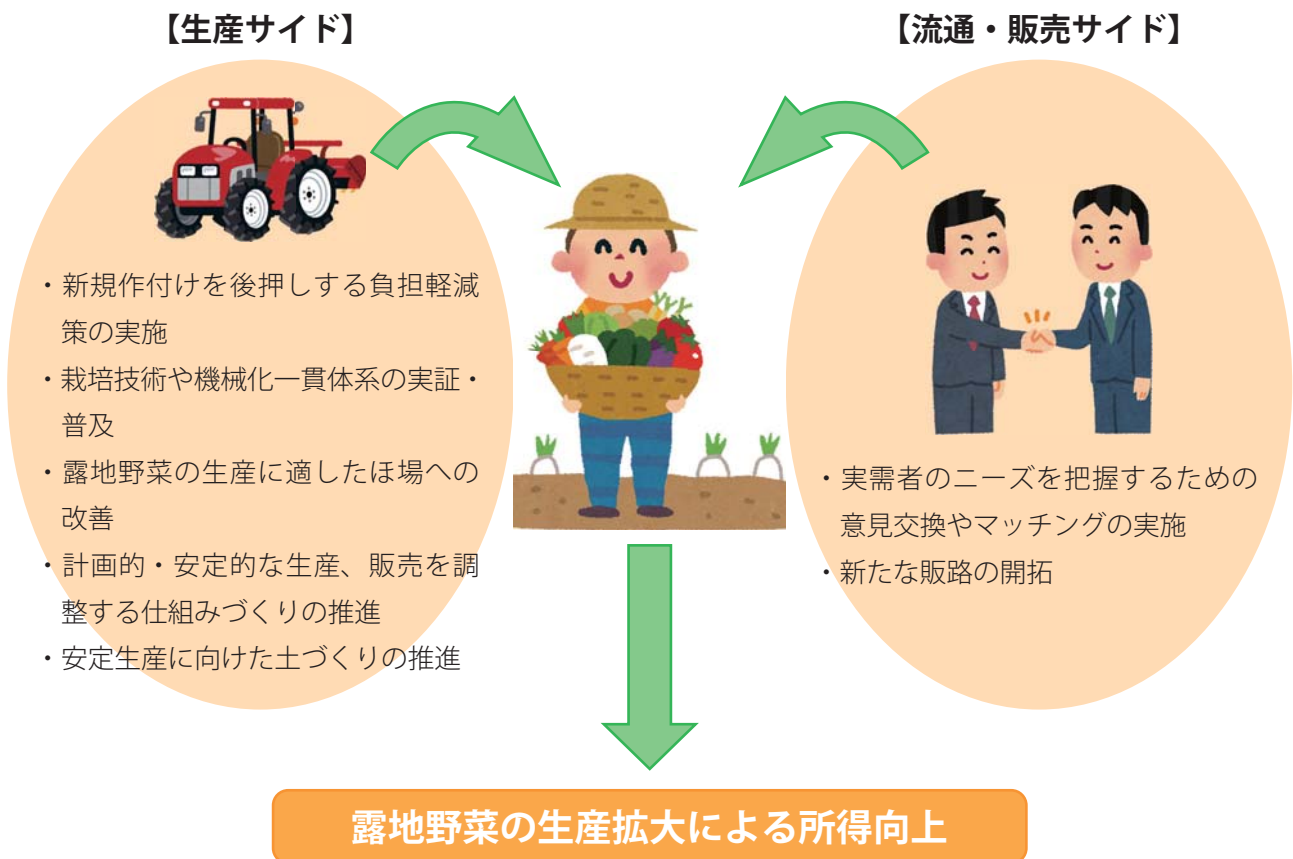 【生産サイド】
・新規作付けを後押しする負担軽減
策の実施
・栽培技術や機械化一貫体系の実証・
普及
・露地野菜の生産に適したほ場への
改善
・計画的・安定的な生産、販売を調
整する仕組みづくりの推進
・安定生産に向けた土づくりの推進
【流通・販売サイド】
・実需者のニーズを把握するための
意見交換やマッチングの実施
・新たな販路の開拓
露地野菜の生産拡大による所得向上